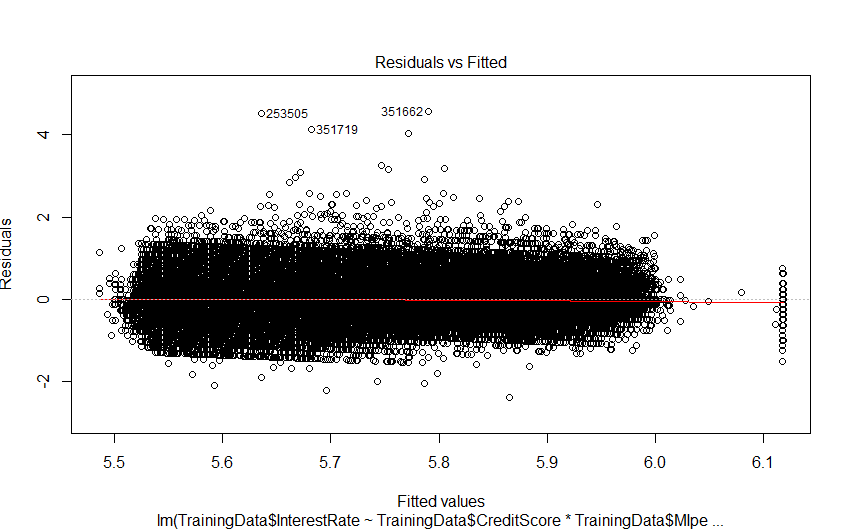 Residuals vs Fitted
351662
253505
351719
4
2
0
-2
Residuals
5.5 5.6 5.7 5.8 5.9 6.0 6.1
Fitted values
lm(TrainingData$InterestRate ~ TrainingData$CreditScore * TrainingData$MIpe ...